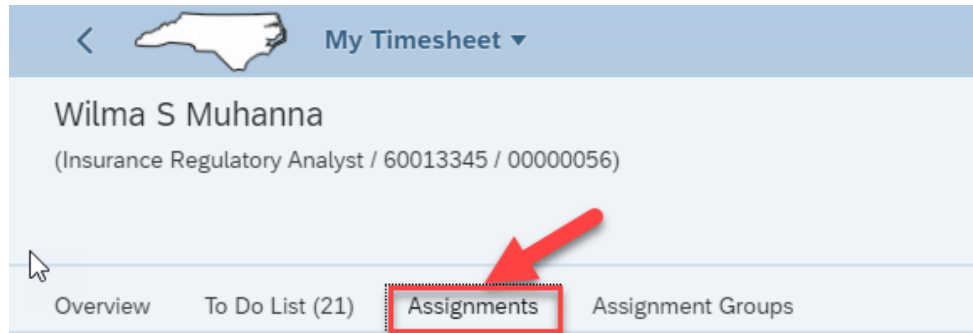 My Timesheet ▾
Wilma S Muhanna
(Insurance Regulatory Analyst / 60013345 / 00000056)
Overview To Do List (21) Assignments Assignment Groups